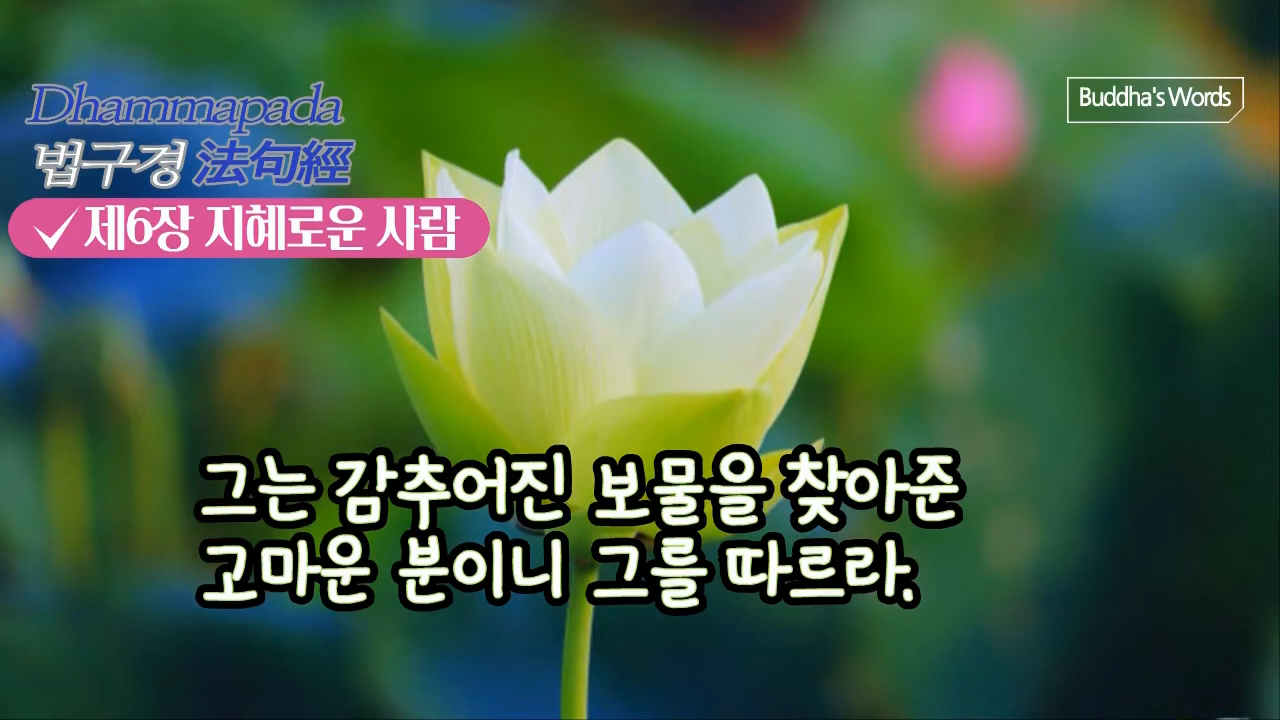 Dhammapada
법구경 法句經
제6장 지혜로운 사람
Buddha's Words
그는 감추어진 보물을 찾아준
고마운 분이니 그를 따르라.